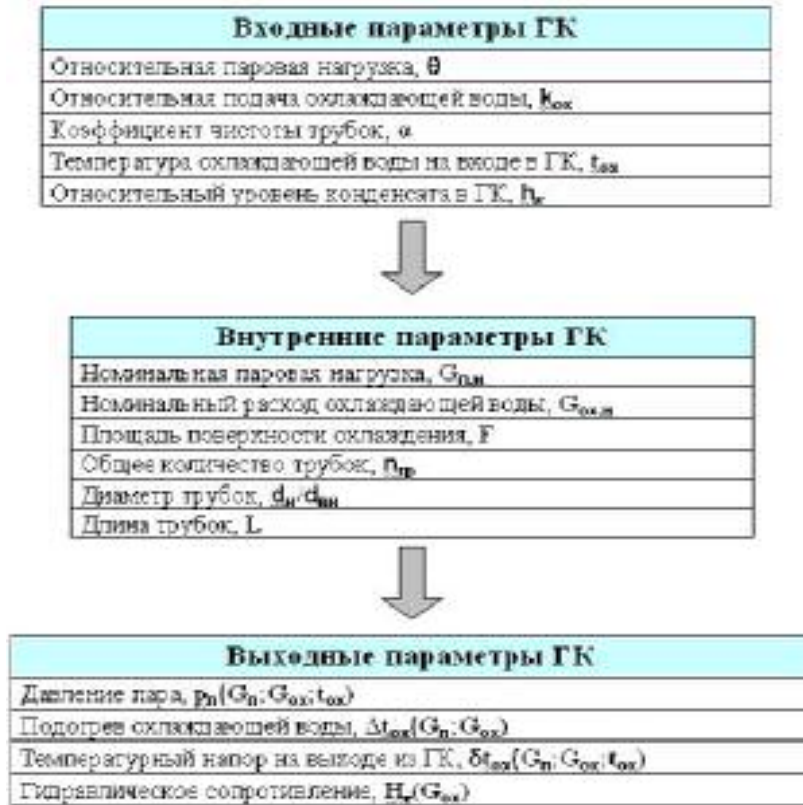 Входные параметры ГК
Относительная паровая нагрузка, θ
Относительная подача охлаждающей воды, kох
Коэффициент чистоты трубок, α
Температура охлаждающей воды на входе в ГК, tох
Относительный уровень конденсата в ГК, hк
Внутренние параметры ГК
Номинальная паровая нагрузка, Gп.н
Номинальный расход охлаждающей воды, Gох.н
Площадь поверхности охлаждения, F
Общее количество трубок, nтр
Диаметр трубок, dн/dвн
Длина трубок, L
Выходные параметры ГК
Давление пара, pп(Gп; Gох; tох)
Подогрев охлаждающей воды, Δtох(Gп; Gох)
Температурный напор на выходе из ГК, δtох(Gп; Gох; tох)
Гидравлическое сопротивление, Hг(Gох)